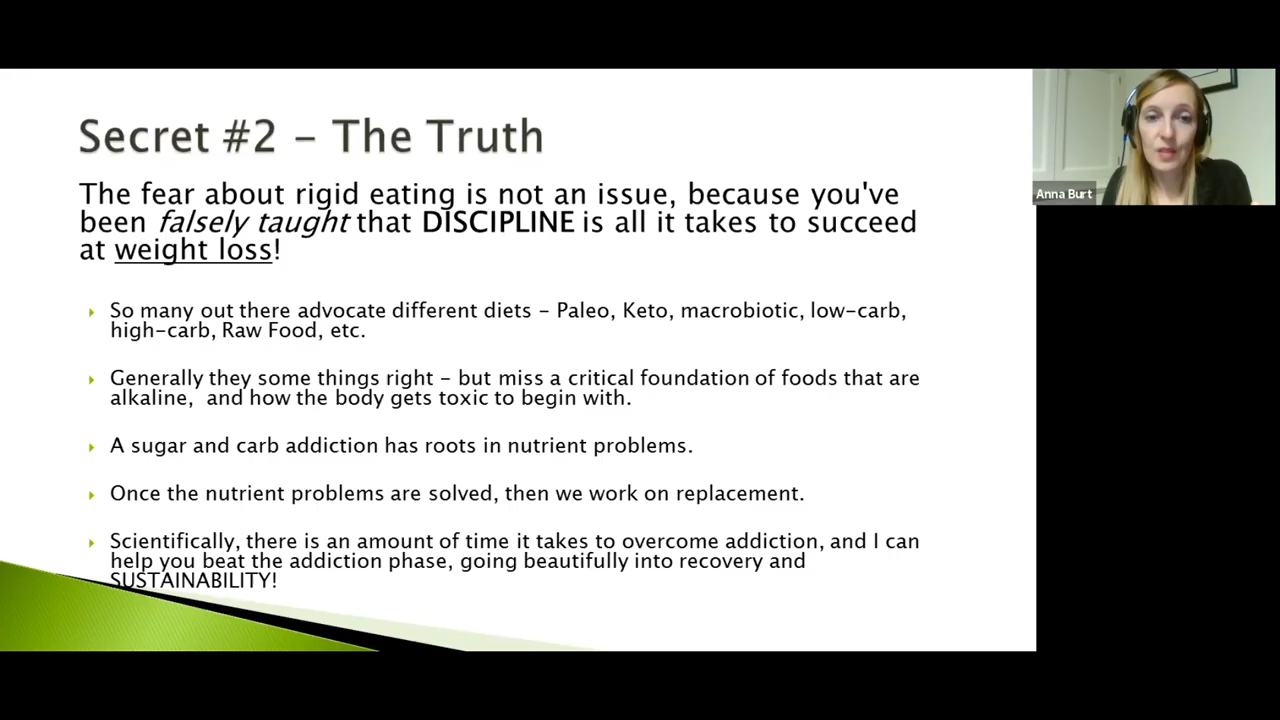 Secret #2 – The Truth
The fear about rigid eating is not an issue, because you've
been falsely taught that DISCIPLINE is all it takes to succeed
at weight loss!
So many out there advocate different diets – Paleo, Keto, macrobiotic, low-carb,
high-carb, Raw Food, etc.
Generally they some things right – but miss a critical foundation of foods that are
alkaline,  and how the body gets toxic to begin with.
A sugar and carb addiction has roots in nutrient problems.
Once the nutrient problems are solved, then we work on replacement.
Scientifically, there is an amount of time it takes to overcome addiction, and I can
help you beat the addiction phase, going beautifully into recovery and
SUSTAINABILITY!
Anna Burt